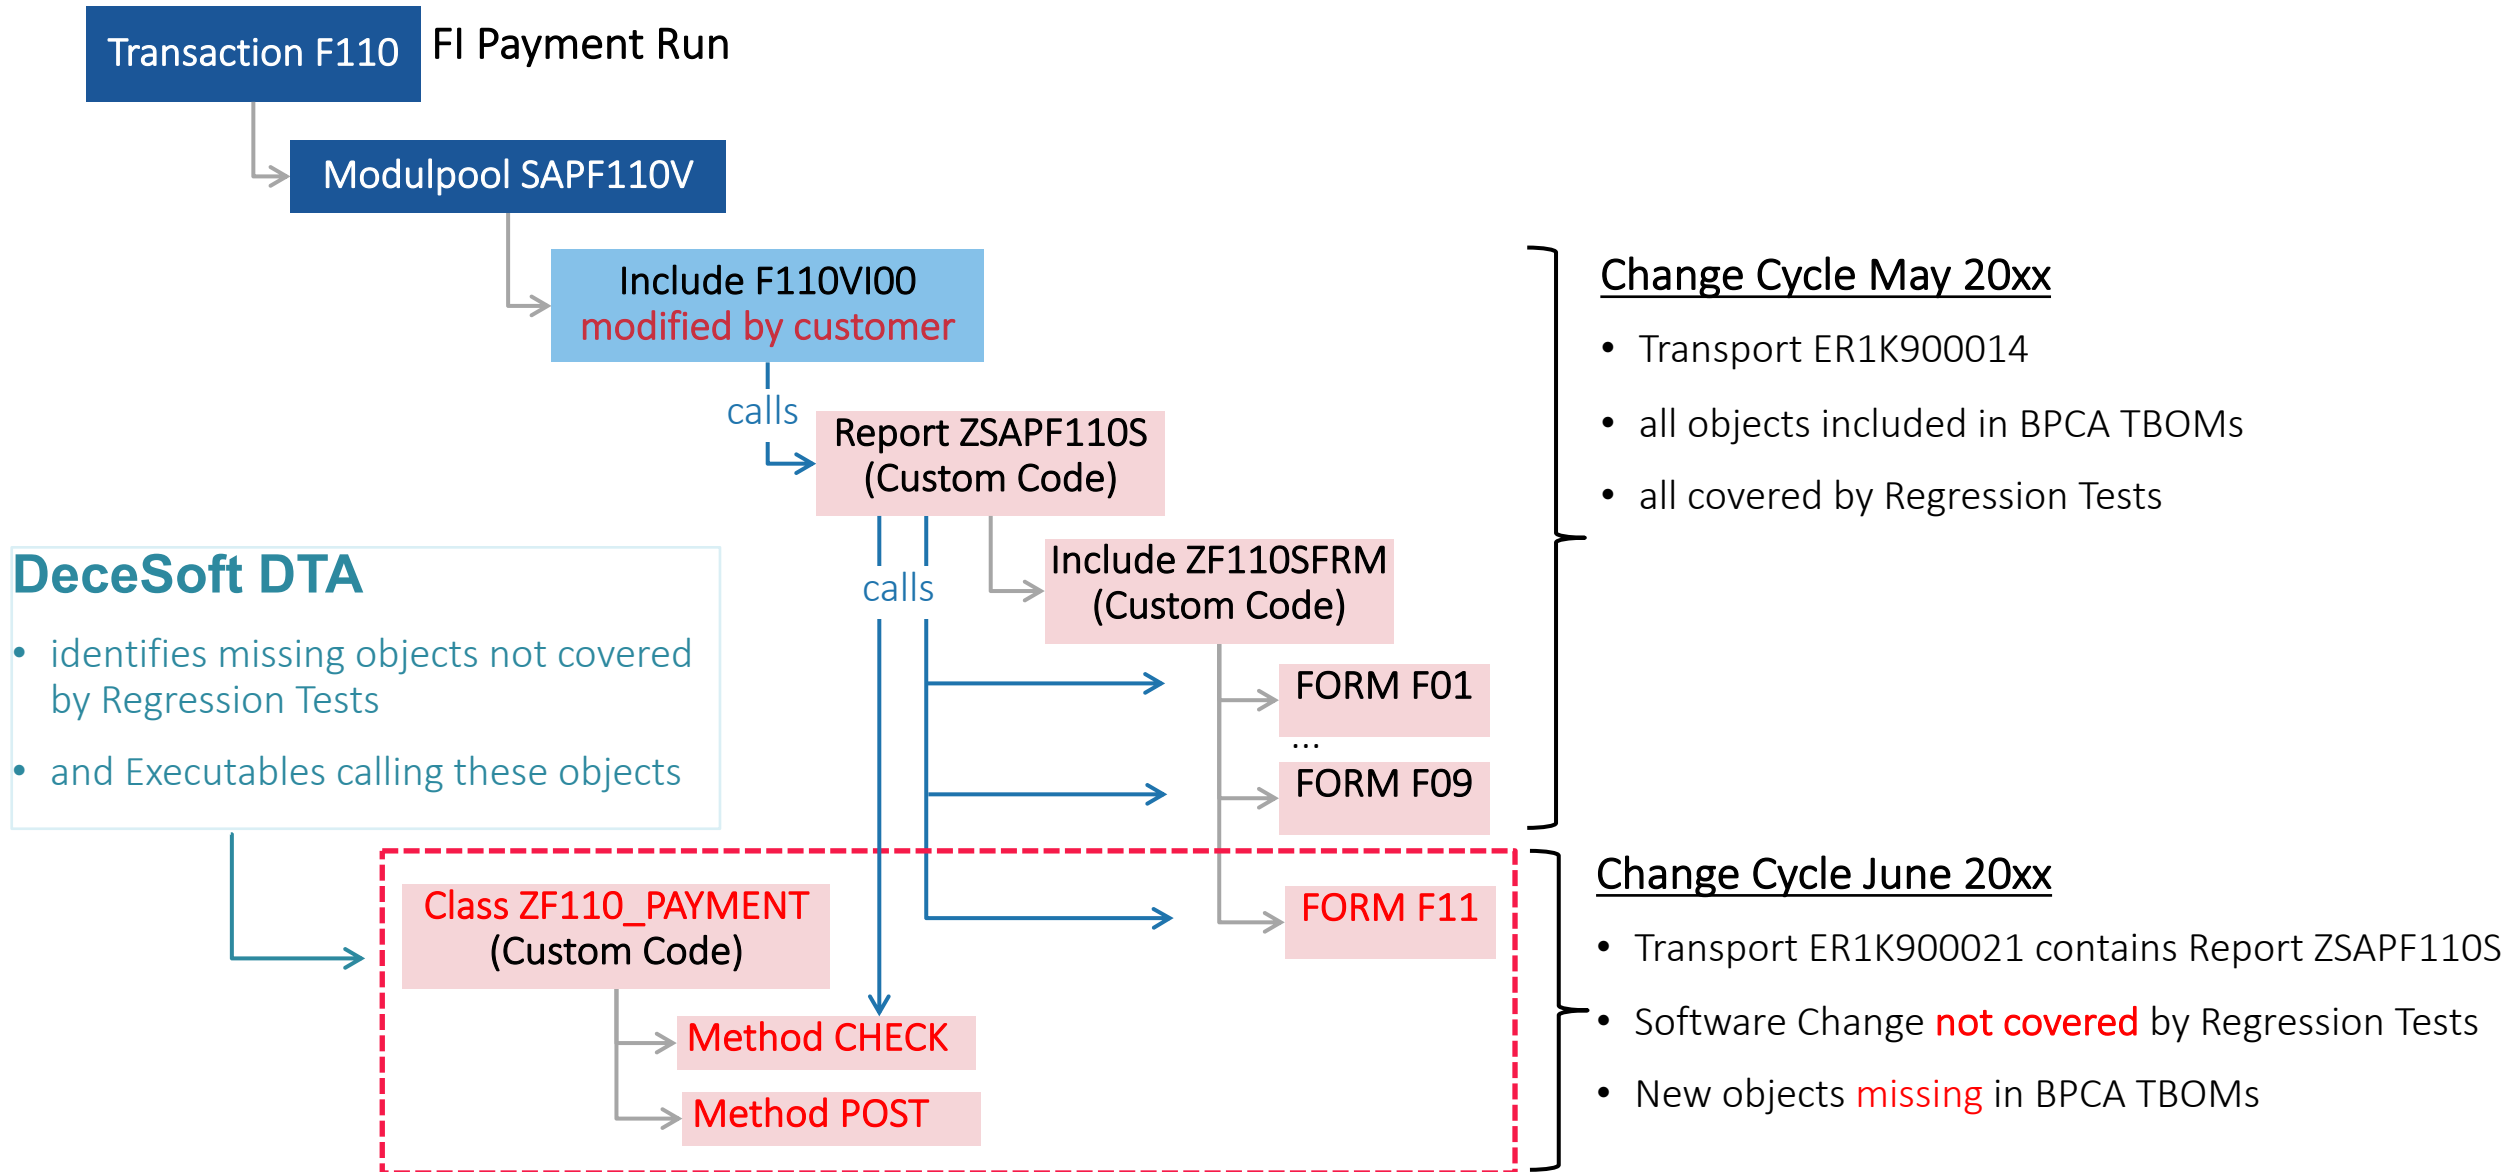 Transaction F110
FI Payment Run
Modulpool SAPF110V
Include F110VI00
modified by customer
calls
Report ZSAPF110S
(Custom Code)
calls
Include ZF110SFRM
(Custom Code)
FORM F01
...
FORM F09
Change Cycle May 20xx
• Transport ER1K900014
• all objects included in BPCA TBOMs
• all covered by Regression Tests
DeceSoft DTA
• identifies missing objects not covered
by Regression Tests
• and Executables calling these objects
Class ZF110_PAYMENT
(Custom Code)
Method CHECK
Method POST
FORM F11
Change Cycle June 20xx
• Transport ER1K900021 contains Report ZSAPF110S
• Software Change not covered by Regression Tests
• New objects missing in BPCA TBOMs